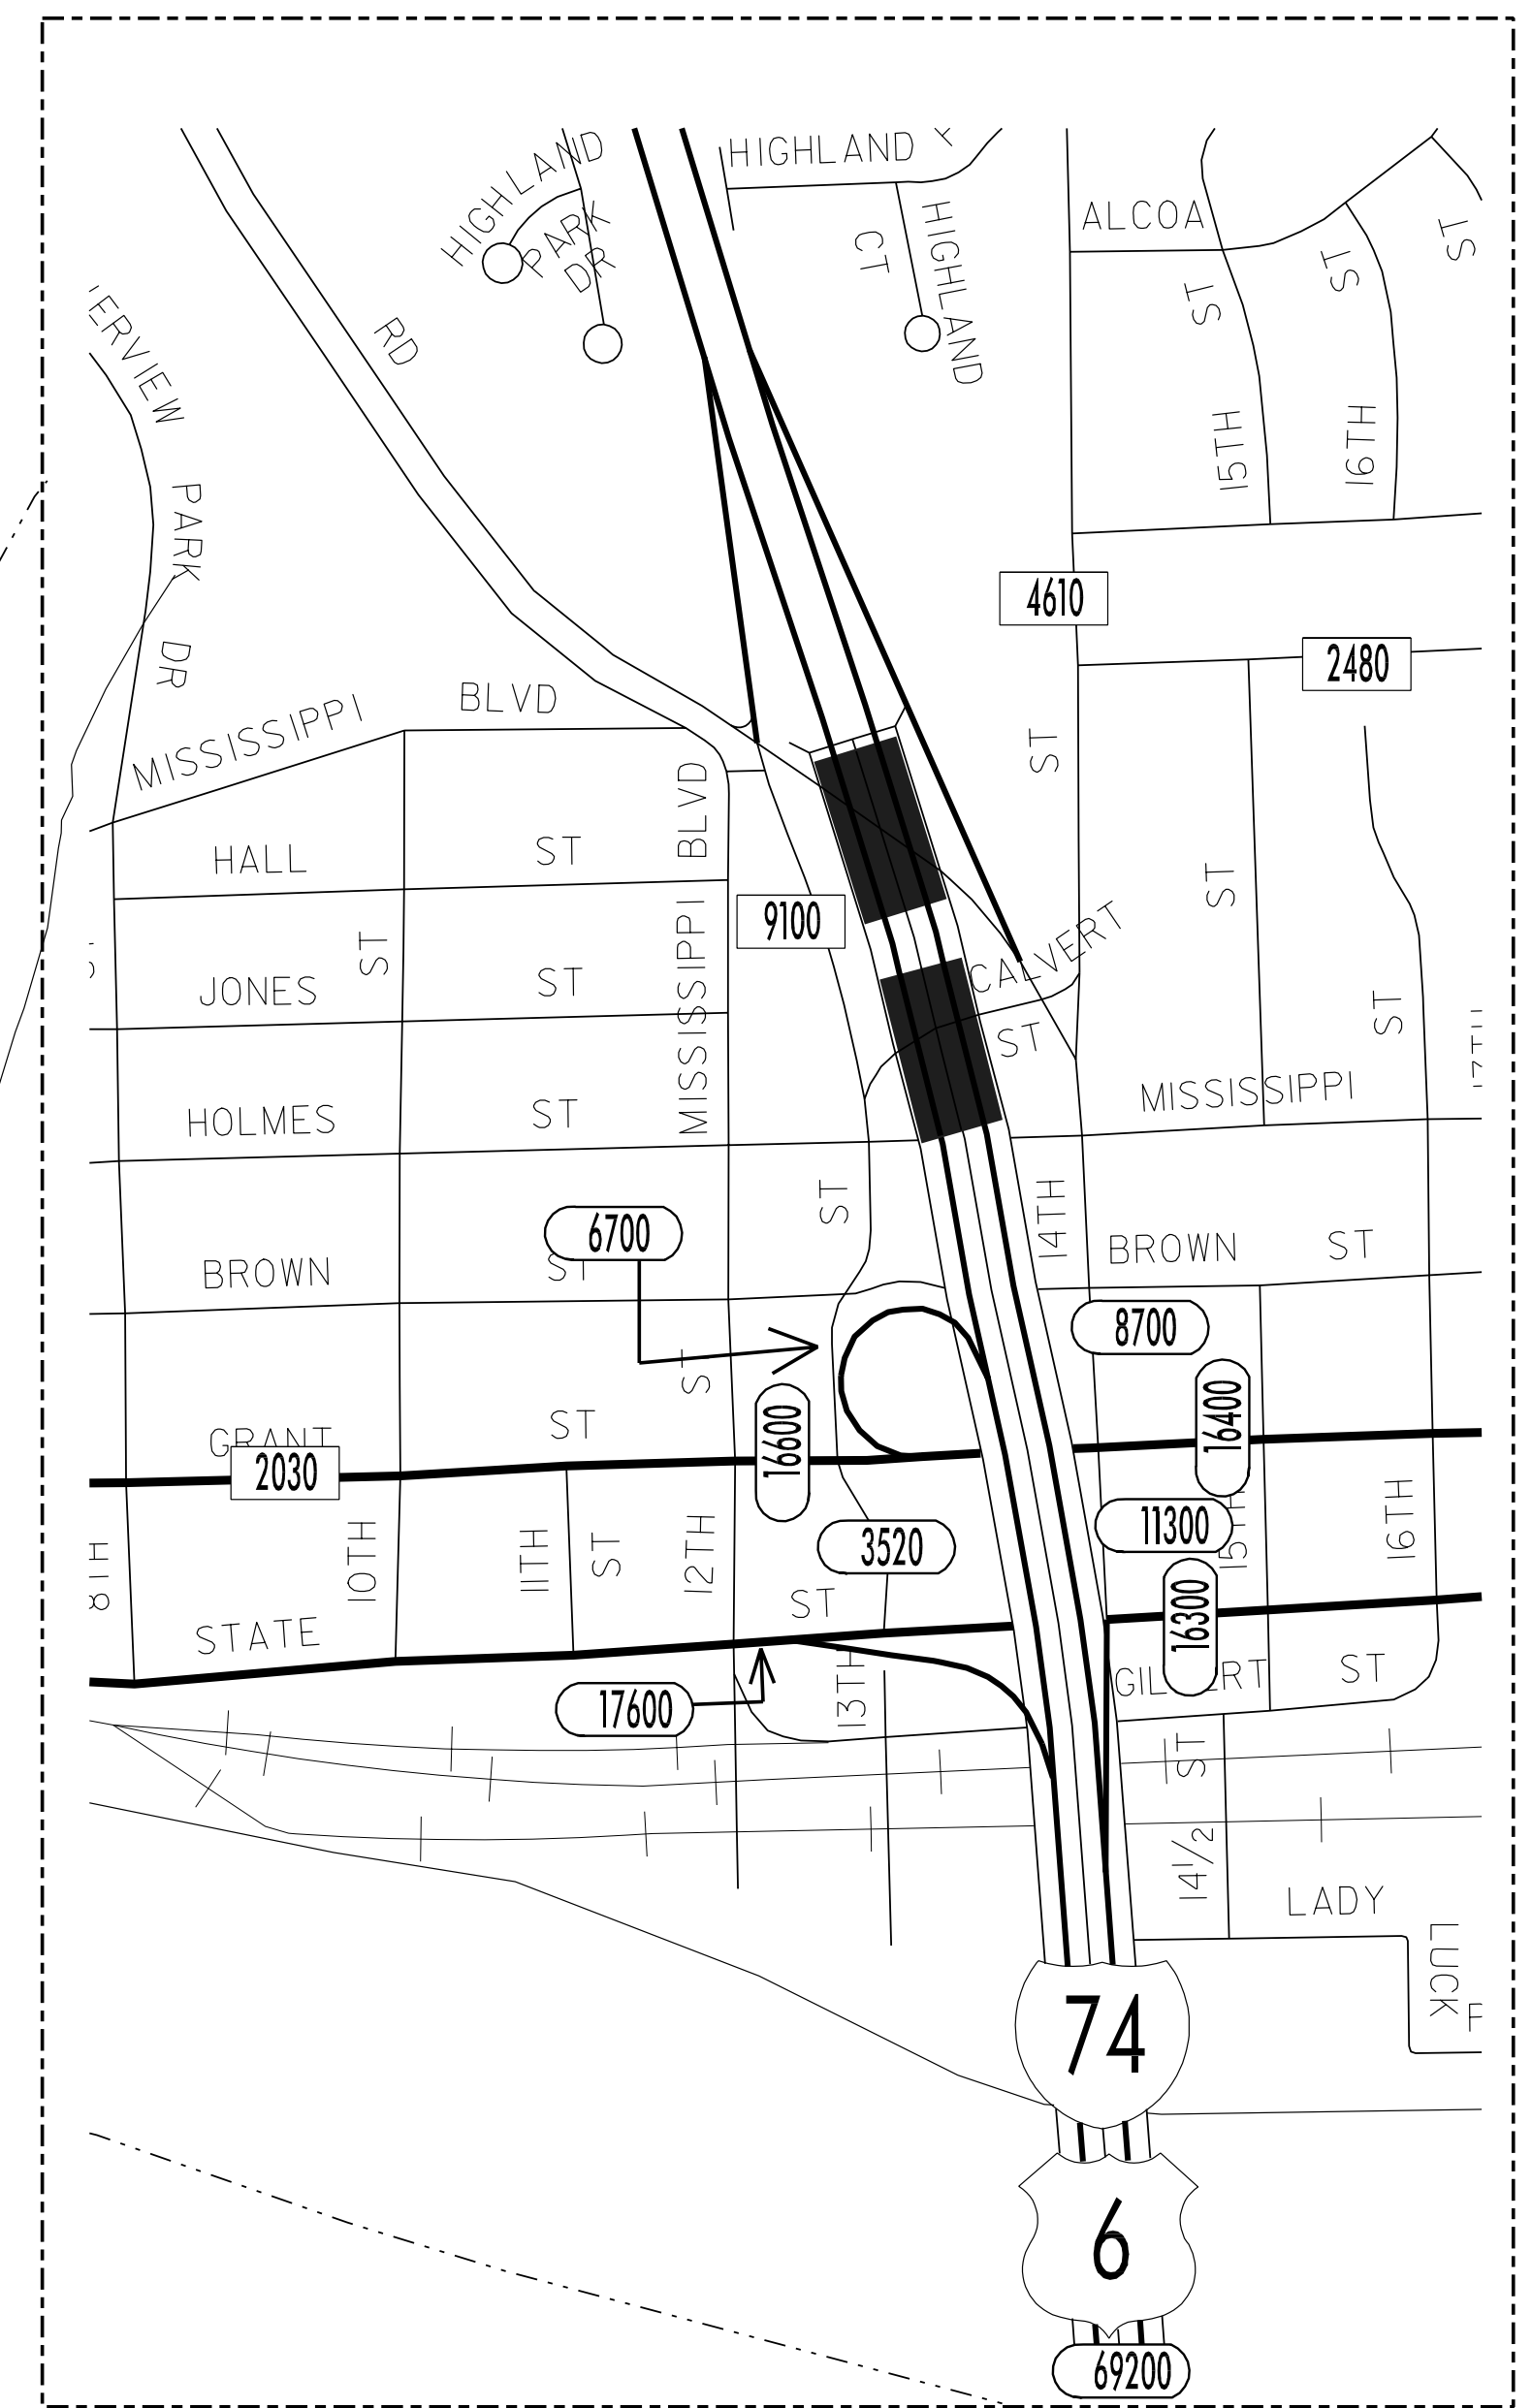 HIGHLAND
PARK
DR
HIGHLAND
HIGHLAND
CT
ALCOA
ST
ST
ST
ERVIEW
PARK
DR
RD
15TH
16TH
4610
2480
MISSISSIPPI
BLVD
ST
HALL
ST
MISSISSIPPI BLVD
ST
9100
CALVERT
ST
ST
JONES
ST
ST
HOLMES
ST
MISSISSIPPI
ST
14TH
6700
BROWN
ST
BROWN
ST
8700
ST
16400
GRANT
ST
16600
2030
10TH
11TH
ST
12TH
3520
11300
15TH
16TH
STATE
ST
16300
13TH
GILBERT
ST
17600
ST
14 1/2
LADY
LUCK
74
6
69200